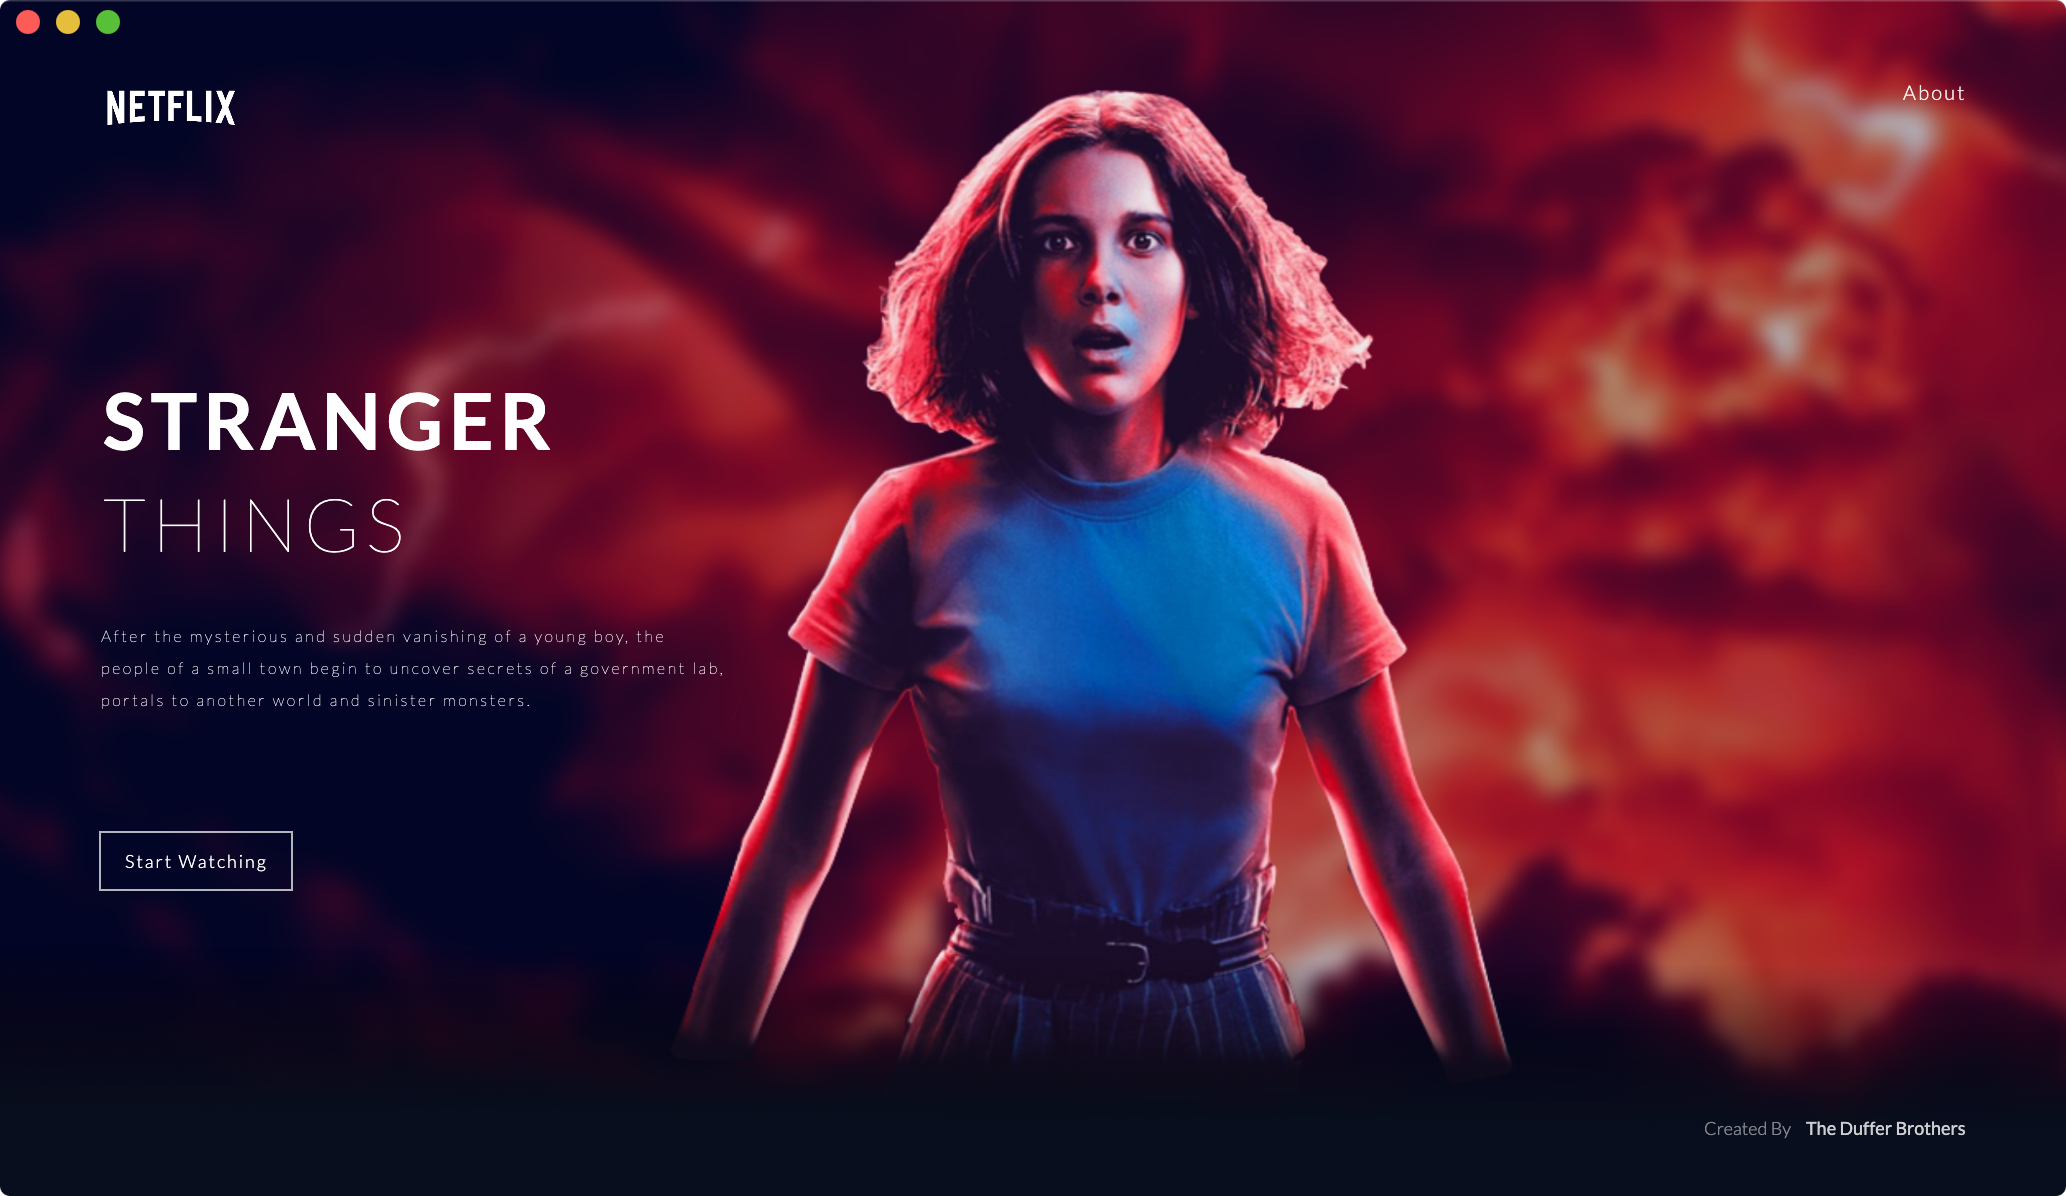 NETFLIX
About
STRANGER
THINGS
After the mysterious and sudden vanishing of a young boy, the
people of a small town begin to uncover secrets of a government lab,
portals to another world and sinister monsters.
Start Watching
Created By The Duffer Brothers